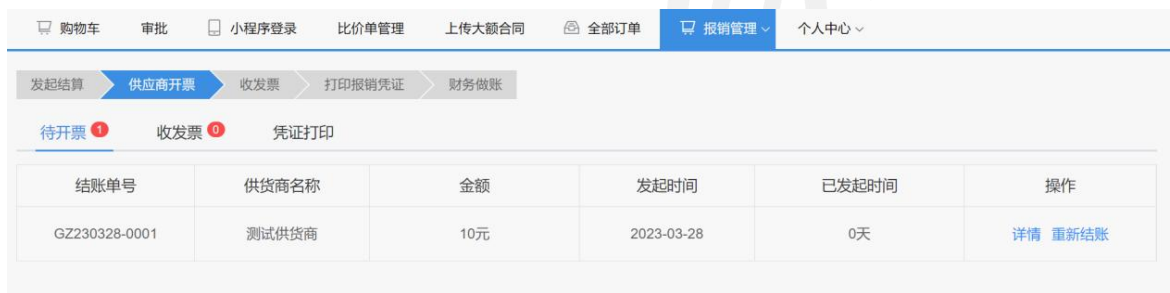 购物车 审批 小程序登录 比价单管理 上传大额合同 全部订单 报销管理 个人中心
发起结算 供应商开票 收发票 打印报销凭证 财务做账
待开票 1 收发票 0 凭证打印
结账单号 供货商名称 金额 发起时间 已发起时间 操作
GZ230328-0001 测试供货商 10元 2023-03-28 0天 详情 重新结账